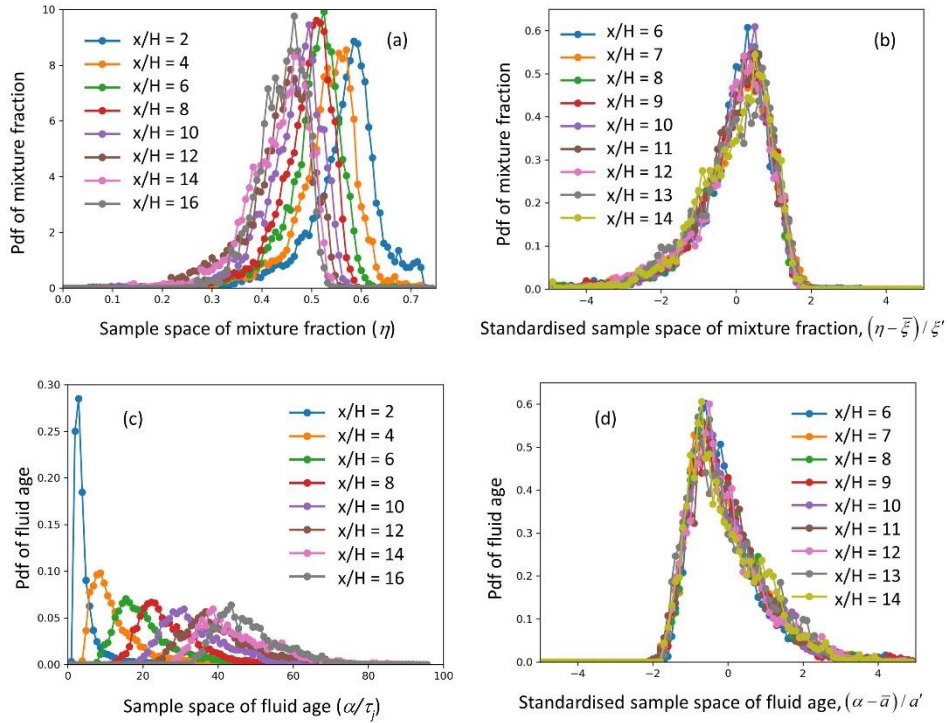 Pdf of mixture fraction
10
8
6
4
2
0
x/H = 2
x/H = 4
x/H = 6
x/H = 8
x/H = 10
x/H = 12
x/H = 14
x/H = 16
(a)
0.0 0.1 0.2 0.3 0.4 0.5 0.6 0.7
Sample space of mixture fraction (η)
Pdf of mixture fraction
0.6
0.5
0.4
0.3
0.2
0.1
0.0
x/H = 6
x/H = 7
x/H = 8
x/H = 9
x/H = 10
x/H = 11
x/H = 12
x/H = 13
x/H = 14
(b)
−4 −2 0 2 4
Standardised sample space of mixture fraction, (η − ξ̅) / ξ′
Pdf of fluid age
0.30
0.25
0.20
0.15
0.10
0.05
0.00
(c)
x/H = 2
x/H = 4
x/H = 6
x/H = 8
x/H = 10
x/H = 12
x/H = 14
x/H = 16
0 20 40 60 80 100
Sample space of fluid age (α/τⱼ)
Pdf of fluid age
0.6
0.5
0.4
0.3
0.2
0.1
0.0
(d)
x/H = 6
x/H = 7
x/H = 8
x/H = 9
x/H = 10
x/H = 11
x/H = 12
x/H = 13
x/H = 14
−4 −2 0 2 4
Standardised sample space of fluid age, (α − a̅) / a′